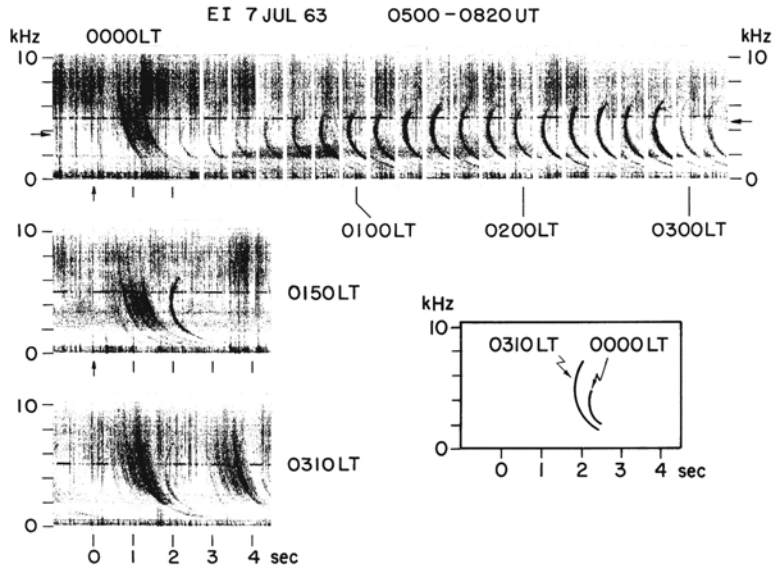 EI 7 JUL 63 0500-0820 UT
kHz 0000LT kHz
10 10
0 0
0100LT 0200LT 0300LT
10
0150LT
0
kHz
10
0310LT 0000LT
0
0 1 2 3 4 sec
10
0310LT
0
0 1 2 3 4 sec